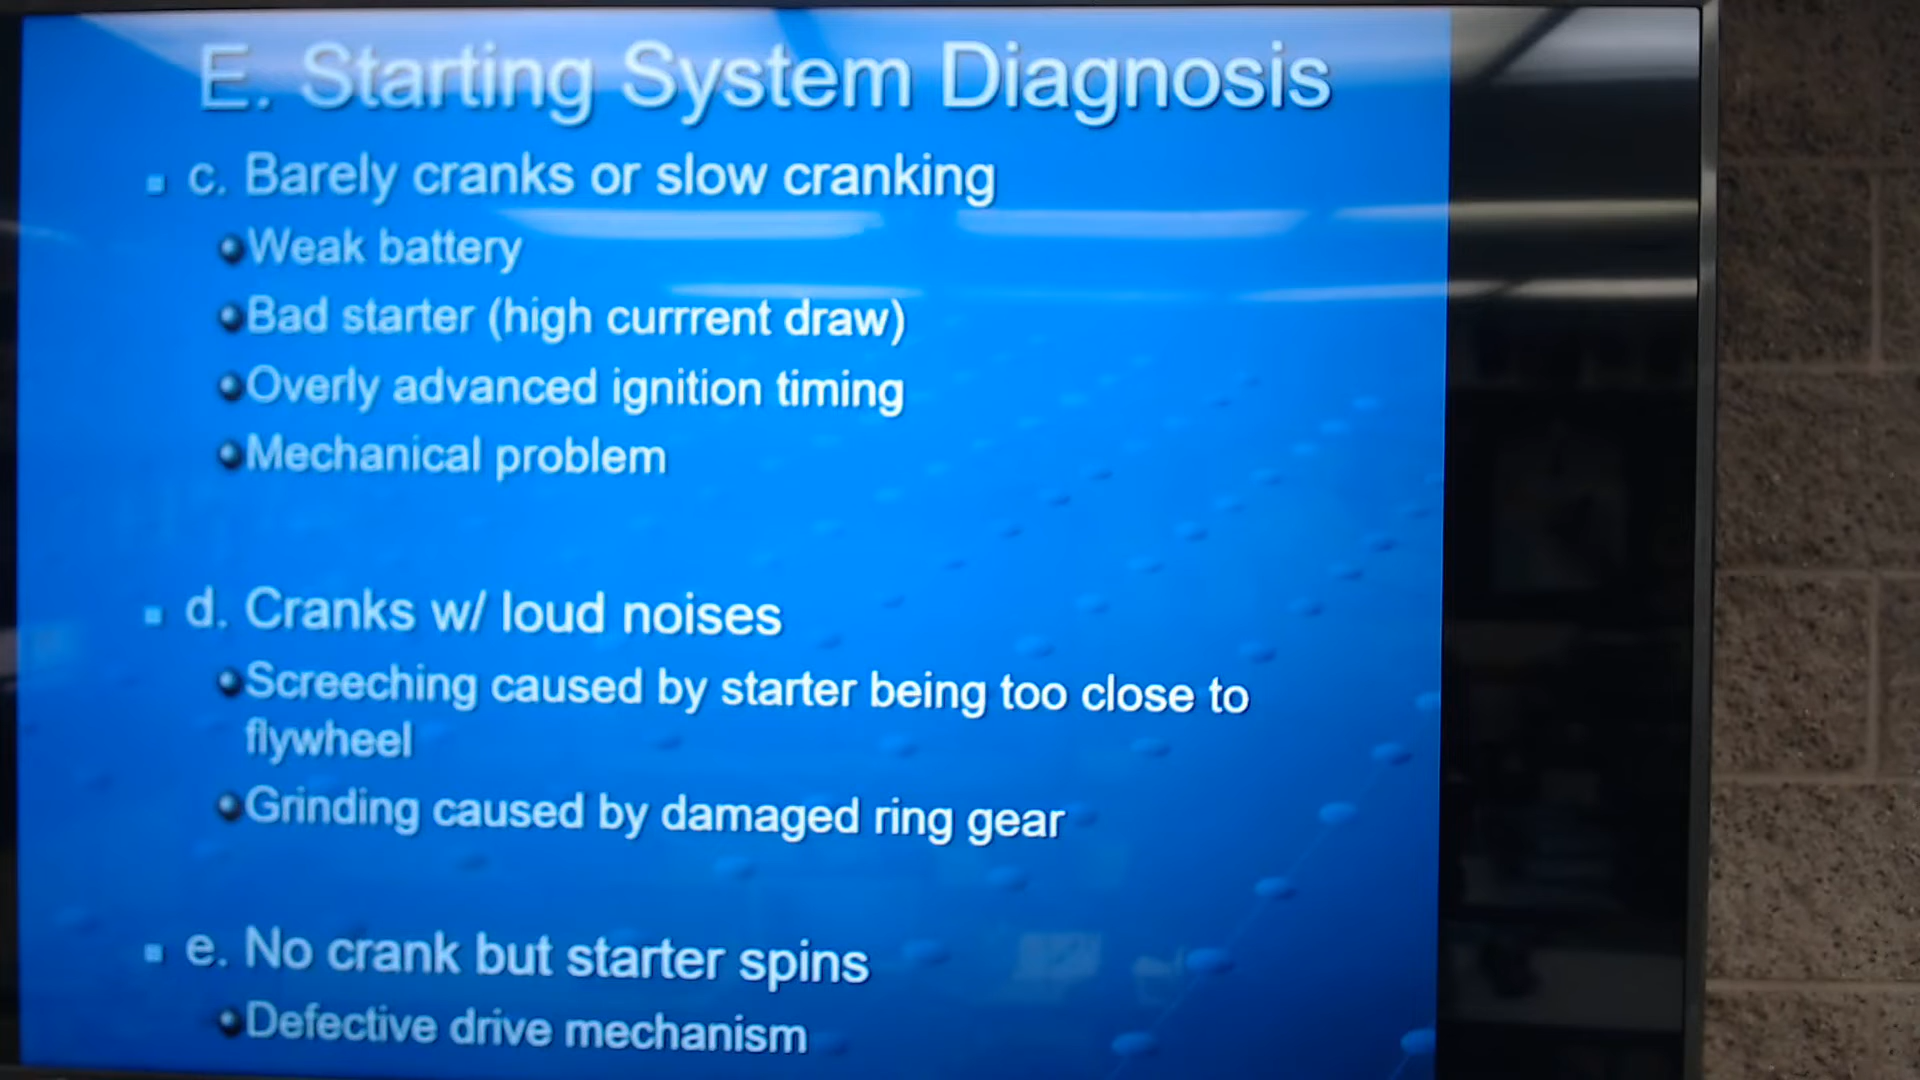 E. Starting System Diagnosis
c. Barely cranks or slow cranking
Weak battery
Bad starter (high currrent draw)
Overly advanced ignition timing
Mechanical problem
d. Cranks w/ loud noises
Screeching caused by starter being too close to
flywheel
Grinding caused by damaged ring gear
e. No crank but starter spins
Defective drive mechanism